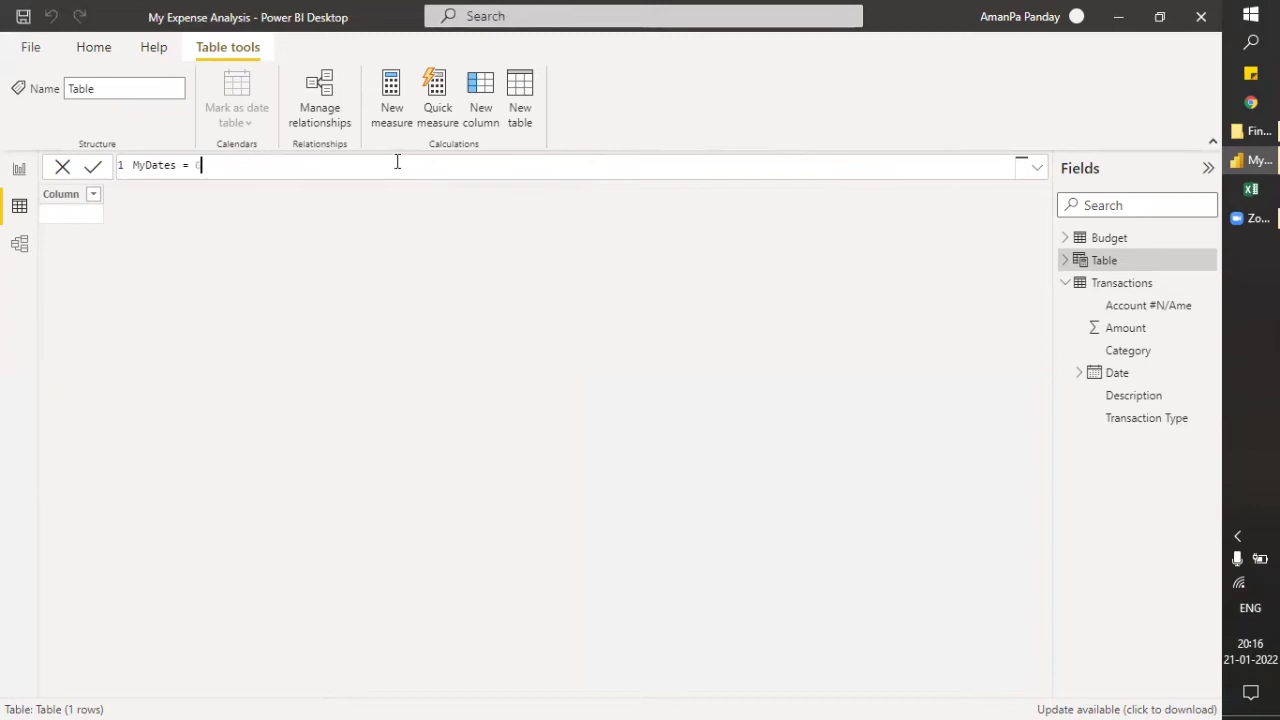 My Expense Analysis - Power BI Desktop
Search
AmanPa Panday
File
Home
Help
Table tools
Name
Table
Mark as date
table
Manage
relationships
New
measure
Quick
measure
New
column
New
table
Structure
Calendars
Relationships
Calculations
1 MyDates =
Column
Fields
Search
Budget
Table
Transactions
Account #N/Ame
Amount
Category
Date
Description
Transaction Type
Fin...
My...
Zo...
ENG
20:16
21-01-2022
Table: Table (1 rows)
Update available (click to download)